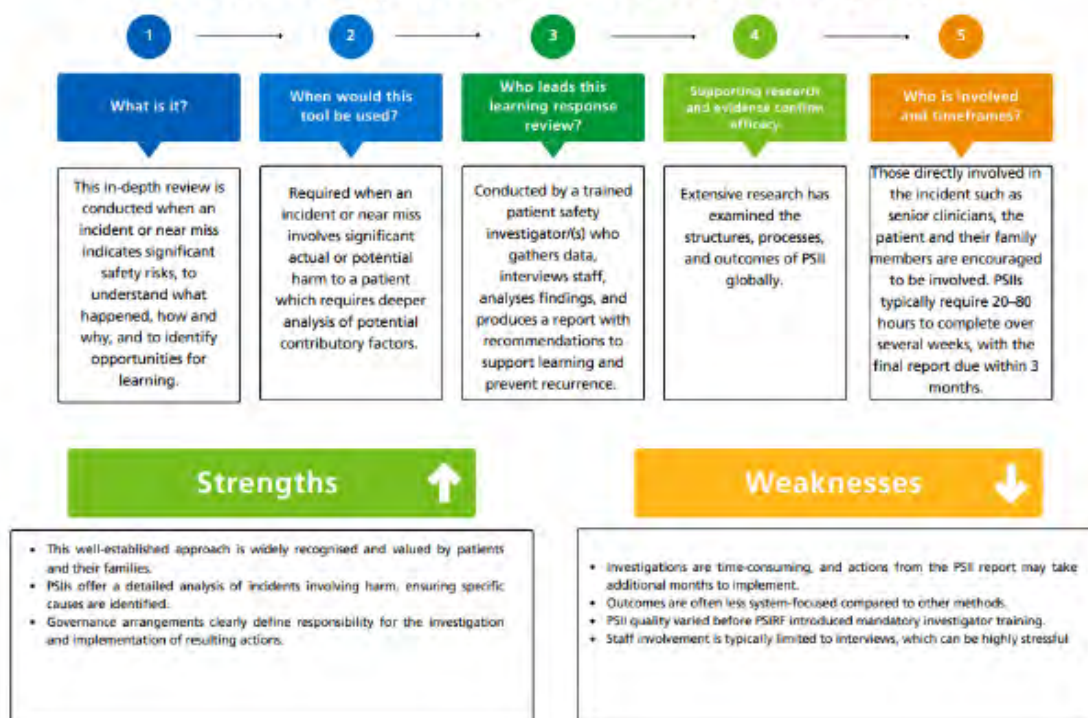 1
2
3
4
5
What is it?
When would this
tool be used?
Who leads this
learning response
review?
Supporting research
and evidence confirm
efficacy.
Who is involved
and timeframes?
This in-depth review is
conducted when an
incident or near miss
indicates significant
safety risks, to
understand what
happened, how and
why, and to identify
opportunities for
learning.
Required when an
incident or near miss
involves significant
actual or potential
harm to a patient
which requires deeper
analysis of potential
contributory factors.
Conducted by a trained
patient safety
investigator/(s) who
gathers data,
interviews staff,
analyses findings, and
produces a report with
recommendations to
support learning and
prevent recurrence.
Extensive research has
examined the
structures, processes,
and outcomes of PSII
globally.
Those directly involved in
the incident such as
senior clinicians, the
patient and their family
members are encouraged
to be involved. PSIIs
typically require 20–80
hours to complete over
several weeks, with the
final report due within 3
months.
Strengths
• This well-established approach is widely recognised and valued by patients
and their families.
• PSIIs offer a detailed analysis of incidents involving harm, ensuring specific
causes are identified.
• Governance arrangements clearly define responsibility for the investigation
and implementation of resulting actions.
Weaknesses
• Investigations are time-consuming, and actions from the PSII report may take
additional months to implement.
• Outcomes are often less system-focused compared to other methods.
• PSII quality varied before PSIRF introduced mandatory investigator training.
• Staff involvement is typically limited to interviews, which can be highly stressful